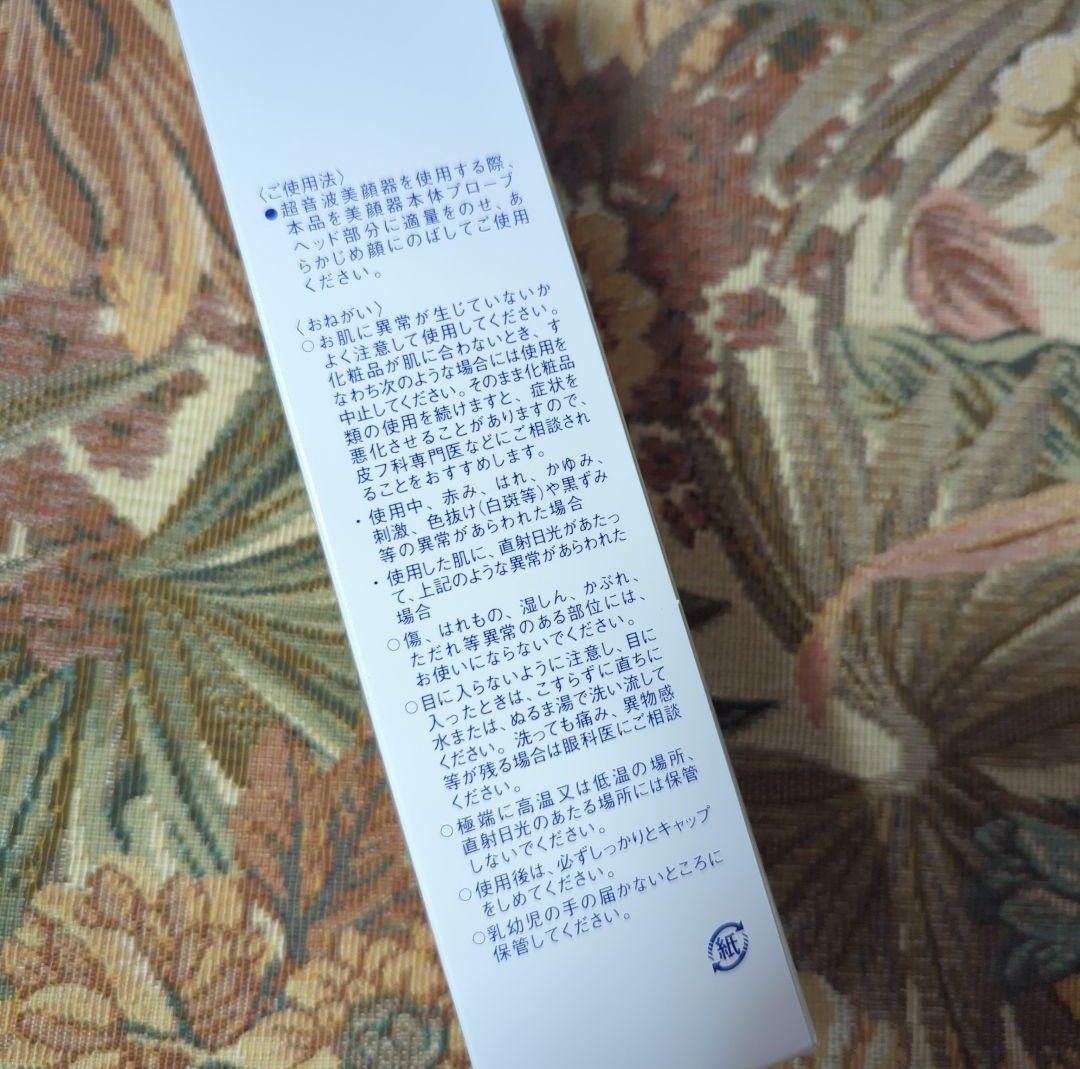 〈ご使用法〉
●超音波美顔器を使用する際、
本品を美顔器本体プローブ
ヘッド部分に適量をのせ、あ
らかじめ顔にのばしてご使用
ください。
〈おねがい〉
○お肌に異常が生じていないか
よく注意して使用してください。
化粧品が肌に合わないとき、す
なわち次のような場合には使用を
中止してください。そのまま化粧品
類の使用を続けますと、症状を
悪化させることがありますので、
皮フ科専門医などにご相談され
ることをおすすめします。
・使用中、赤み、はれ、かゆみ、
刺激、色抜け(白斑等)や黒ずみ
等の異常があらわれた場合
・使用した肌に、直射日光があたっ
て、上記のような異常があらわれた
場合
○傷、はれもの、湿しん、かぶれ、
ただれ等異常のある部位には、
お使いにならないでください。
○目に入らないように注意し、目に
入ったときは、こすらずに直ちに
水または、ぬるま湯で洗い流して
ください。洗っても痛み、異物感
等が残る場合は眼科医にご相談
ください。
○極端に高温又は低温の場所、
直射日光のあたる場所には保管
しないでください。
○使用後は、必ずしっかりとキャップ
をしめてください。
○乳幼児の手の届かないところに
保管してください。
紙